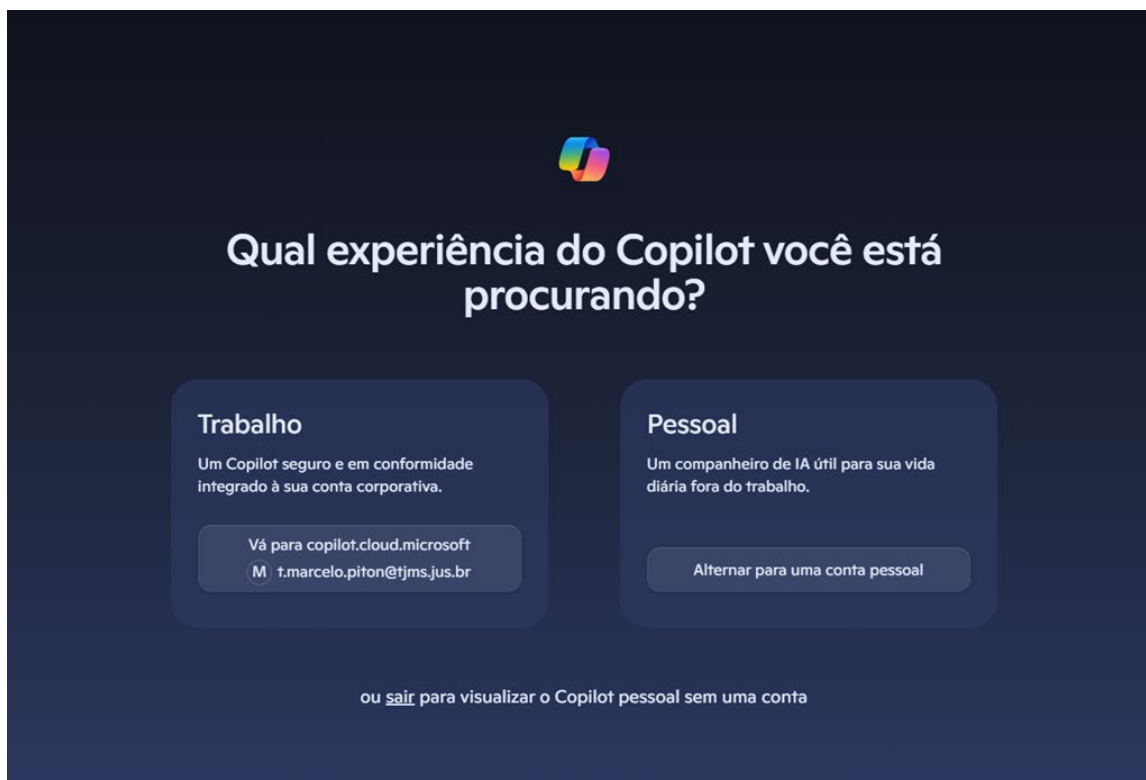 Qual experiência do Copilot você está
procurando?
Trabalho
Um Copilot seguro e em conformidade
integrado à sua conta corporativa.
Vá para copilot.cloud.microsoft
M t.marcelo.piton@tjms.jus.br
Pessoal
Um companheiro de IA útil para sua vida
diária fora do trabalho.
Alternar para uma conta pessoal
ou sair para visualizar o Copilot pessoal sem uma conta